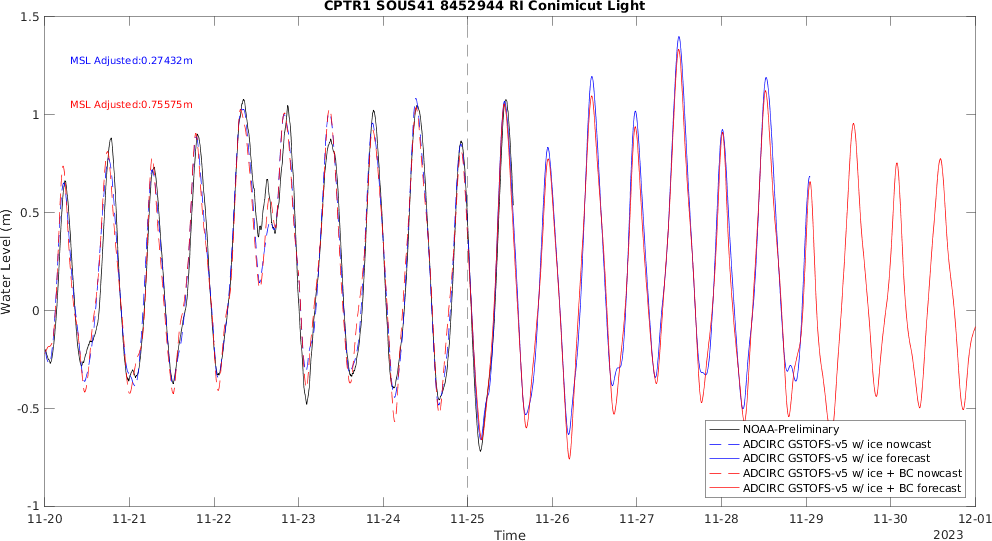 CPTR1 SOUS41 8452944 RI Conimicut Light
1.5
MSL Adjusted:0.27432m
MSL Adjusted:0.75575m
1
0.5
0
-0.5
-1
Water Level (m)
NOAA-Preliminary
ADCIRC GSTOFS-v5 w/ ice nowcast
ADCIRC GSTOFS-v5 w/ ice forecast
ADCIRC GSTOFS-v5 w/ ice + BC nowcast
ADCIRC GSTOFS-v5 w/ ice + BC forecast
11-20 11-21 11-22 11-23 11-24 11-25 11-26 11-27 11-28 11-29 11-30 12-01
Time
2023